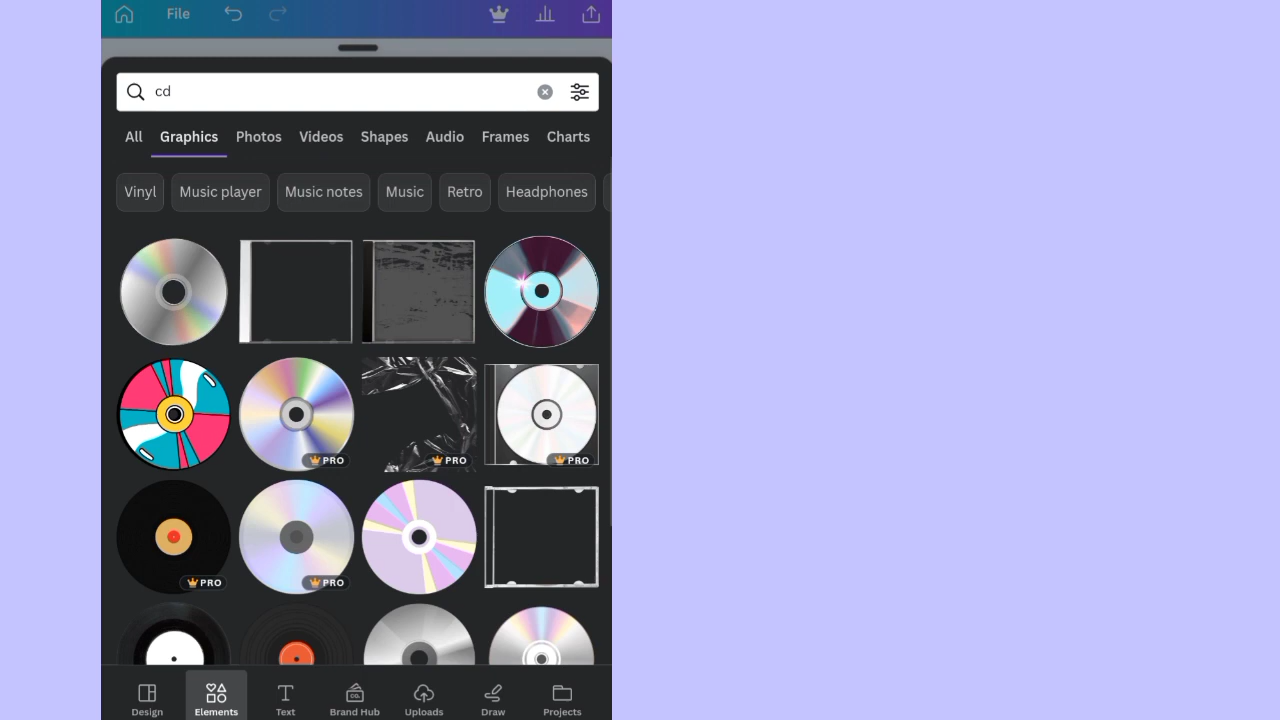 File
cd
All Graphics Photos Videos Shapes Audio Frames Charts
Vinyl Music player Music notes Music Retro Headphones
PRO PRO PRO
PRO PRO
CO.
Design Elements Text Brand Hub Uploads Draw Projects